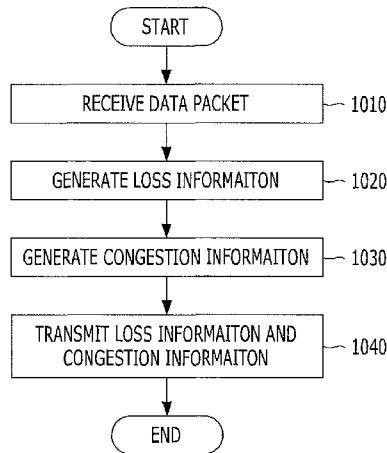 START
RECEIVE DATA PACKET
1010
GENERATE LOSS INFORMAITON
1020
GENERATE CONGESTION INFORMAITON
1030
TRANSMIT LOSS INFORMAITON AND
CONGESTION INFORMAITON
1040
END